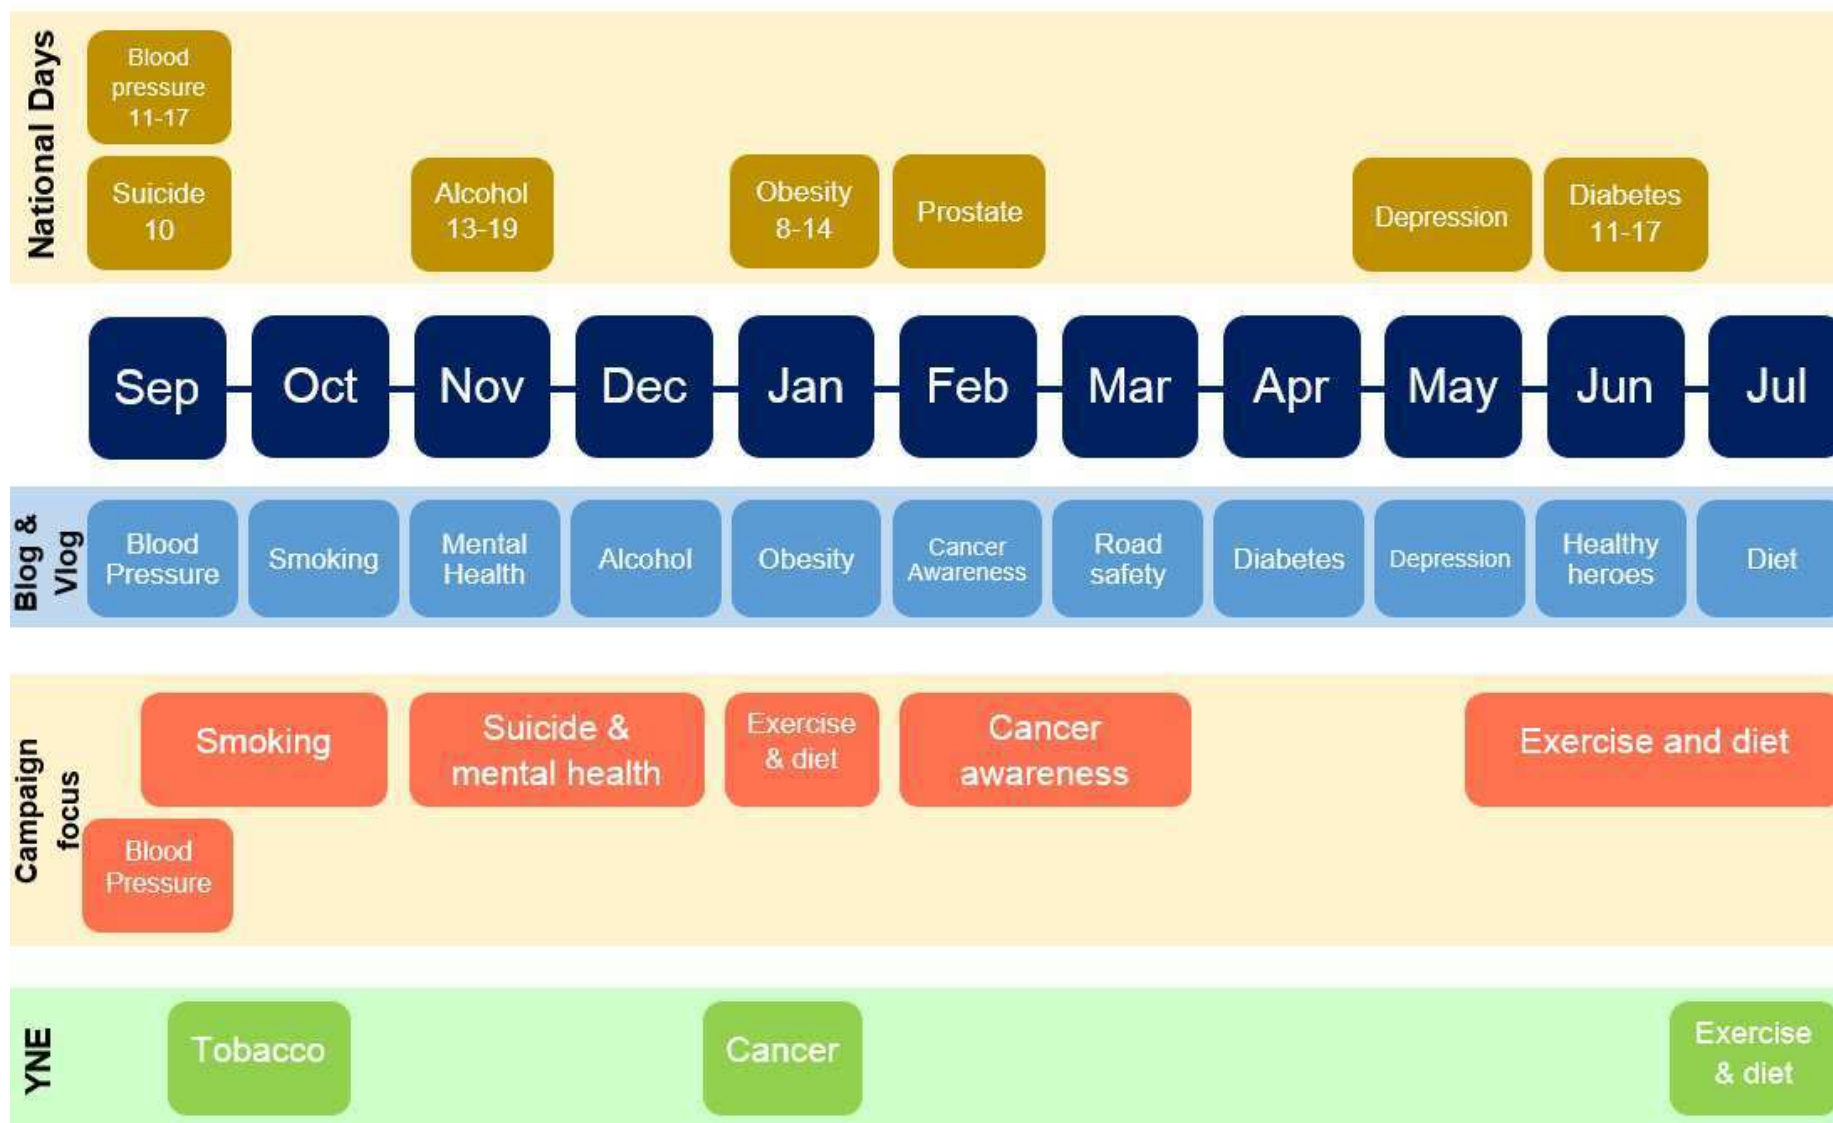 National Days
Blood
pressure
11-17
Suicide
10
Alcohol
13-19
Obesity
8-14
Prostate
Depression
Diabetes
11-17
Sep
Oct
Nov
Dec
Jan
Feb
Mar
Apr
May
Jun
Jul
Blog &
Vlog
Blood
Pressure
Smoking
Mental
Health
Alcohol
Obesity
Cancer
Awareness
Road
safety
Diabetes
Depression
Healthy
heroes
Diet
Campaign
focus
Smoking
Suicide &
mental health
Exercise
& diet
Cancer
awareness
Exercise and diet
Blood
Pressure
YNE
Tobacco
Cancer
Exercise
& diet